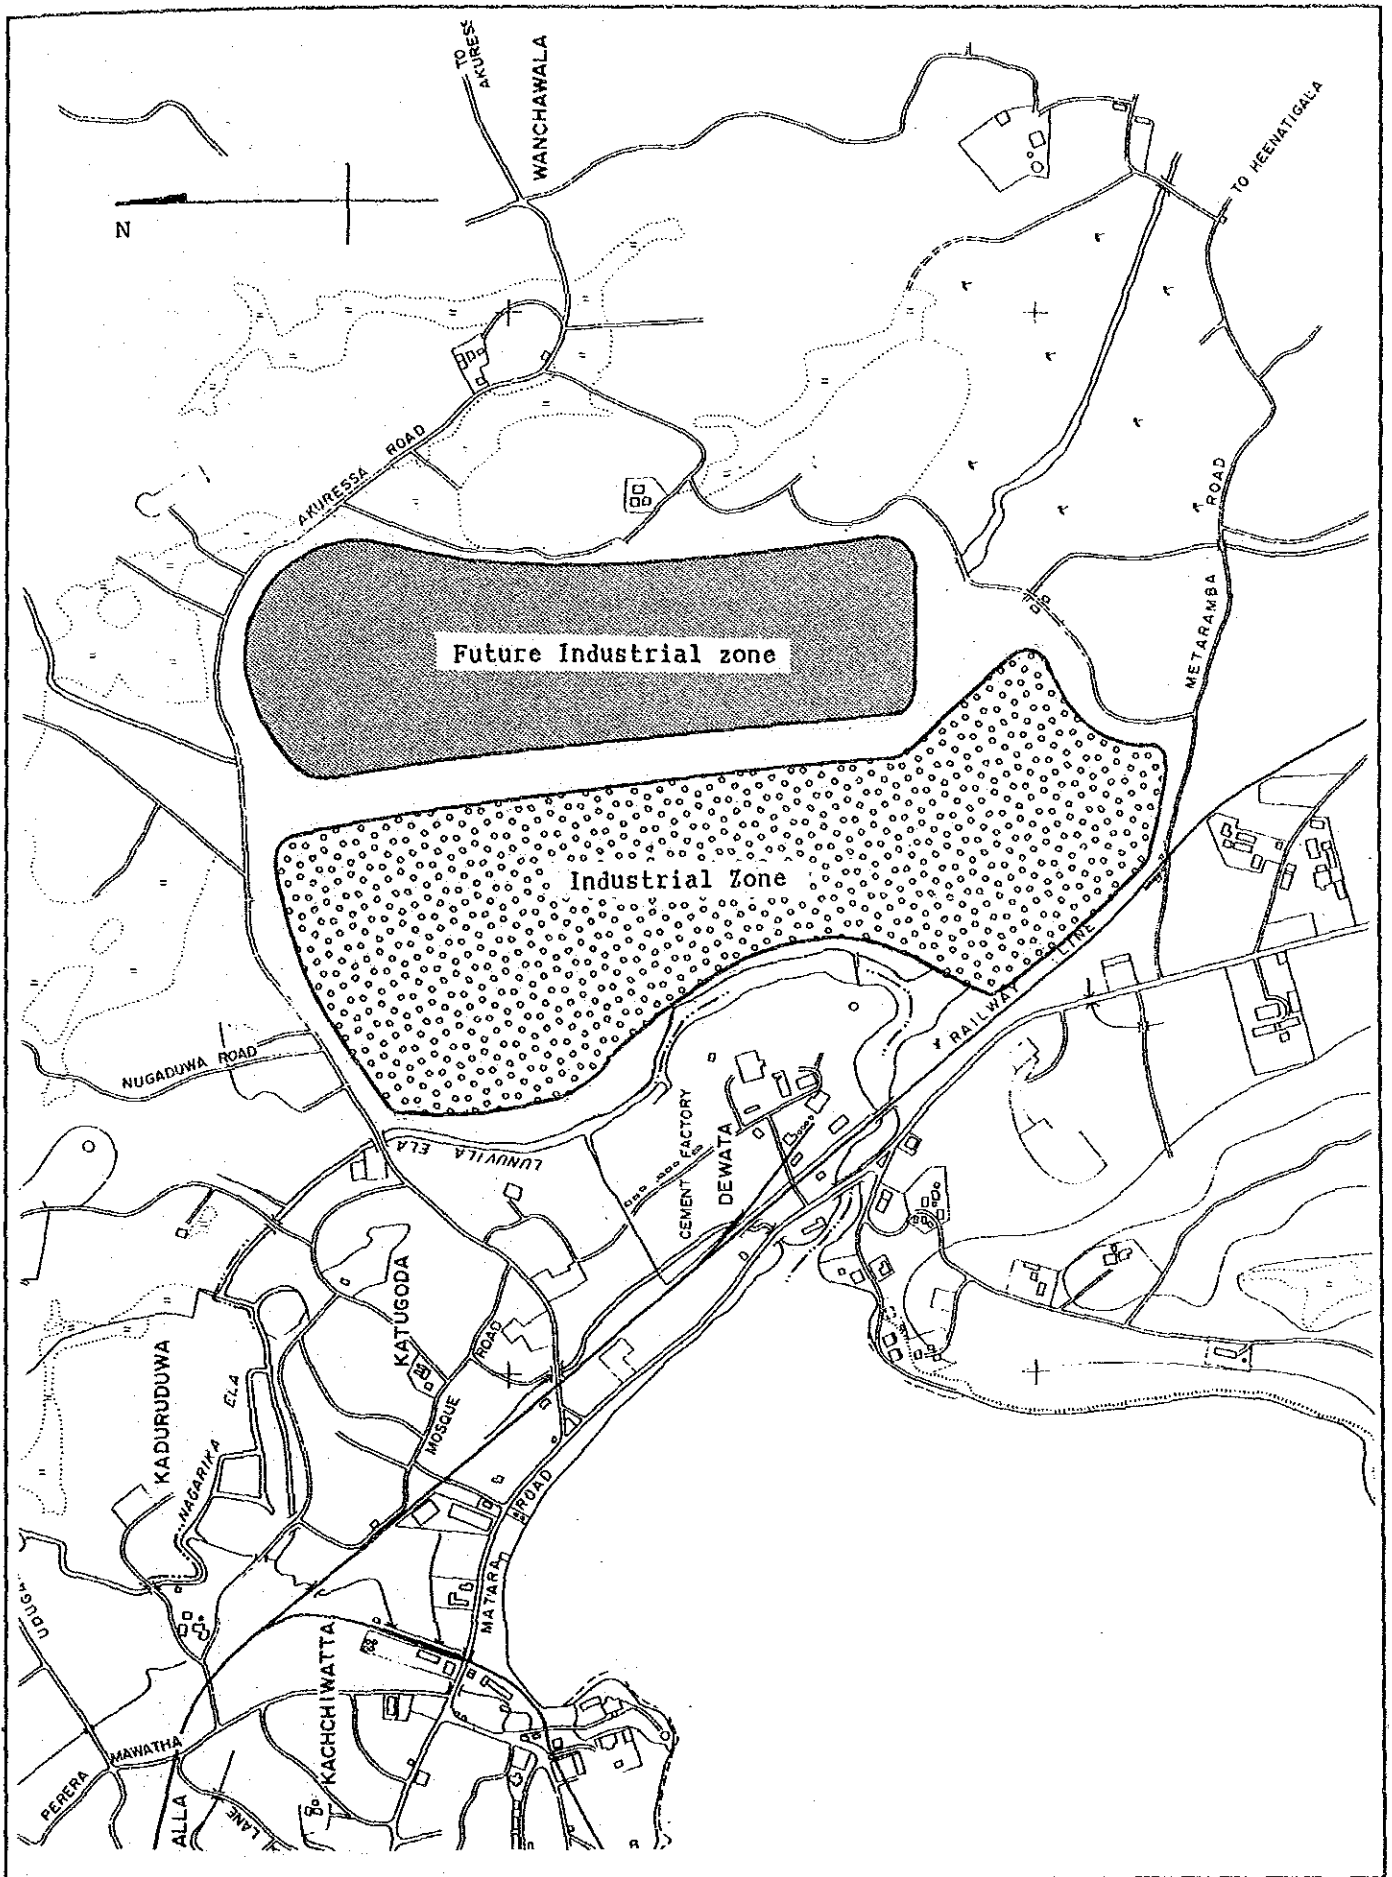 TO
WANCHAWALA
TO HEENATIGALA
N
AKURESSA ROAD
METARAMBA ROAD
Future Industrial zone
Industrial Zone
RAILWAY LINE
NUGADUWA ROAD
LUNUVILA ELA
CEMENT FACTORY
DEWATA
KATUGODA
MOSQUE ROAD
KADURUDUWA
NAGARIKA ELA
MATARA ROAD
KACHCHIWATTA
PERERA MAWATHA
ALLA
LANE